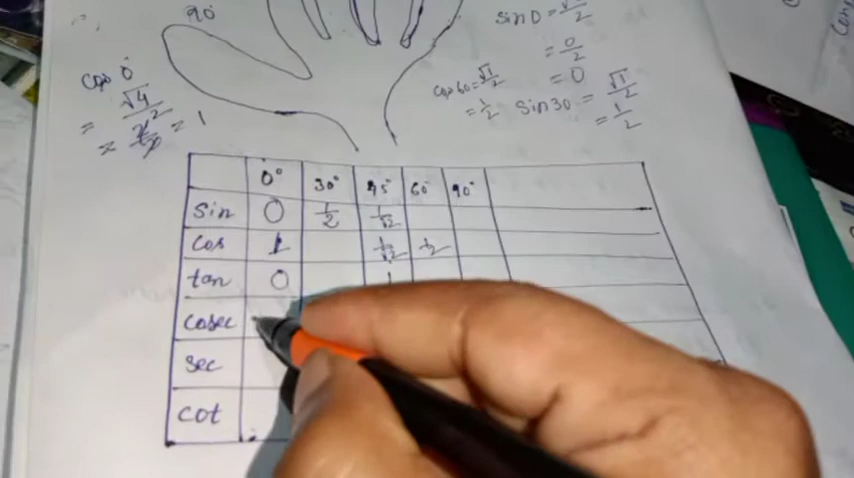 90°
sin 0 = √0/2
= 0/2
= 0
cos 0°
= √4/2
= 2/2 = 1
cos 60 = √1/2
= 1/2
sin 30 = √1/2
= 1/2
0° 30° 45° 60° 90°
sin 0 1/2 1/√2
cos 1 1/√2 1/2
tan 0 1
cosec
sec
cot